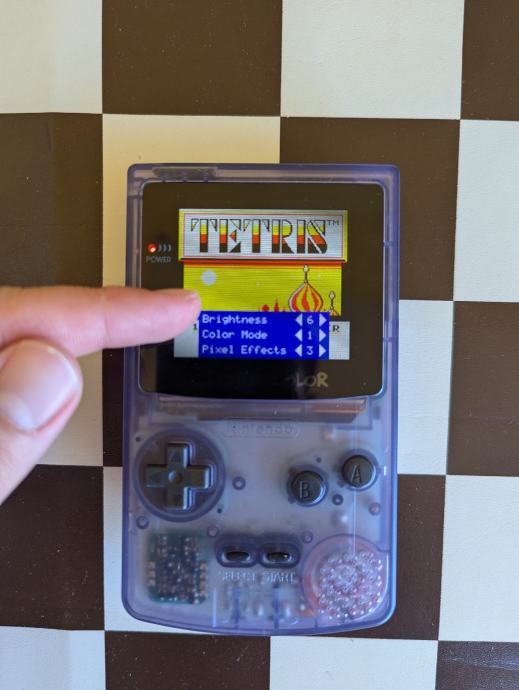 TETRIS™
POWER
Brightness ◀ 6 ▶
Color Mode ◀ 1 ▶
Pixel Effects ◀ 3 ▶
Nintendo
B A
SELECT START